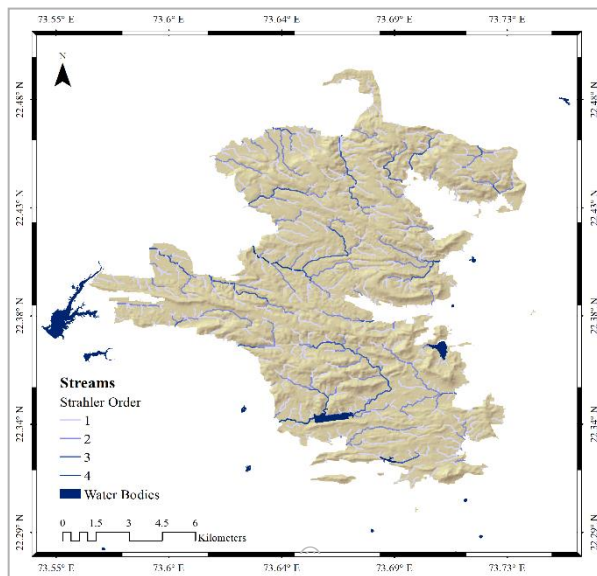 73.55° E 73.6° E 73.64° E 73.69° E 73.73° E
N
22.48° N 22.48° N
22.43° N 22.43° N
22.38° N 22.38° N
Streams
Strahler Order
1
2
3
4
Water Bodies
22.34° N 22.34° N
0 1.5 3 4.5 6
Kilometers
22.29° N 22.29° N
73.55° E 73.6° E 73.64° E 73.69° E 73.73° E